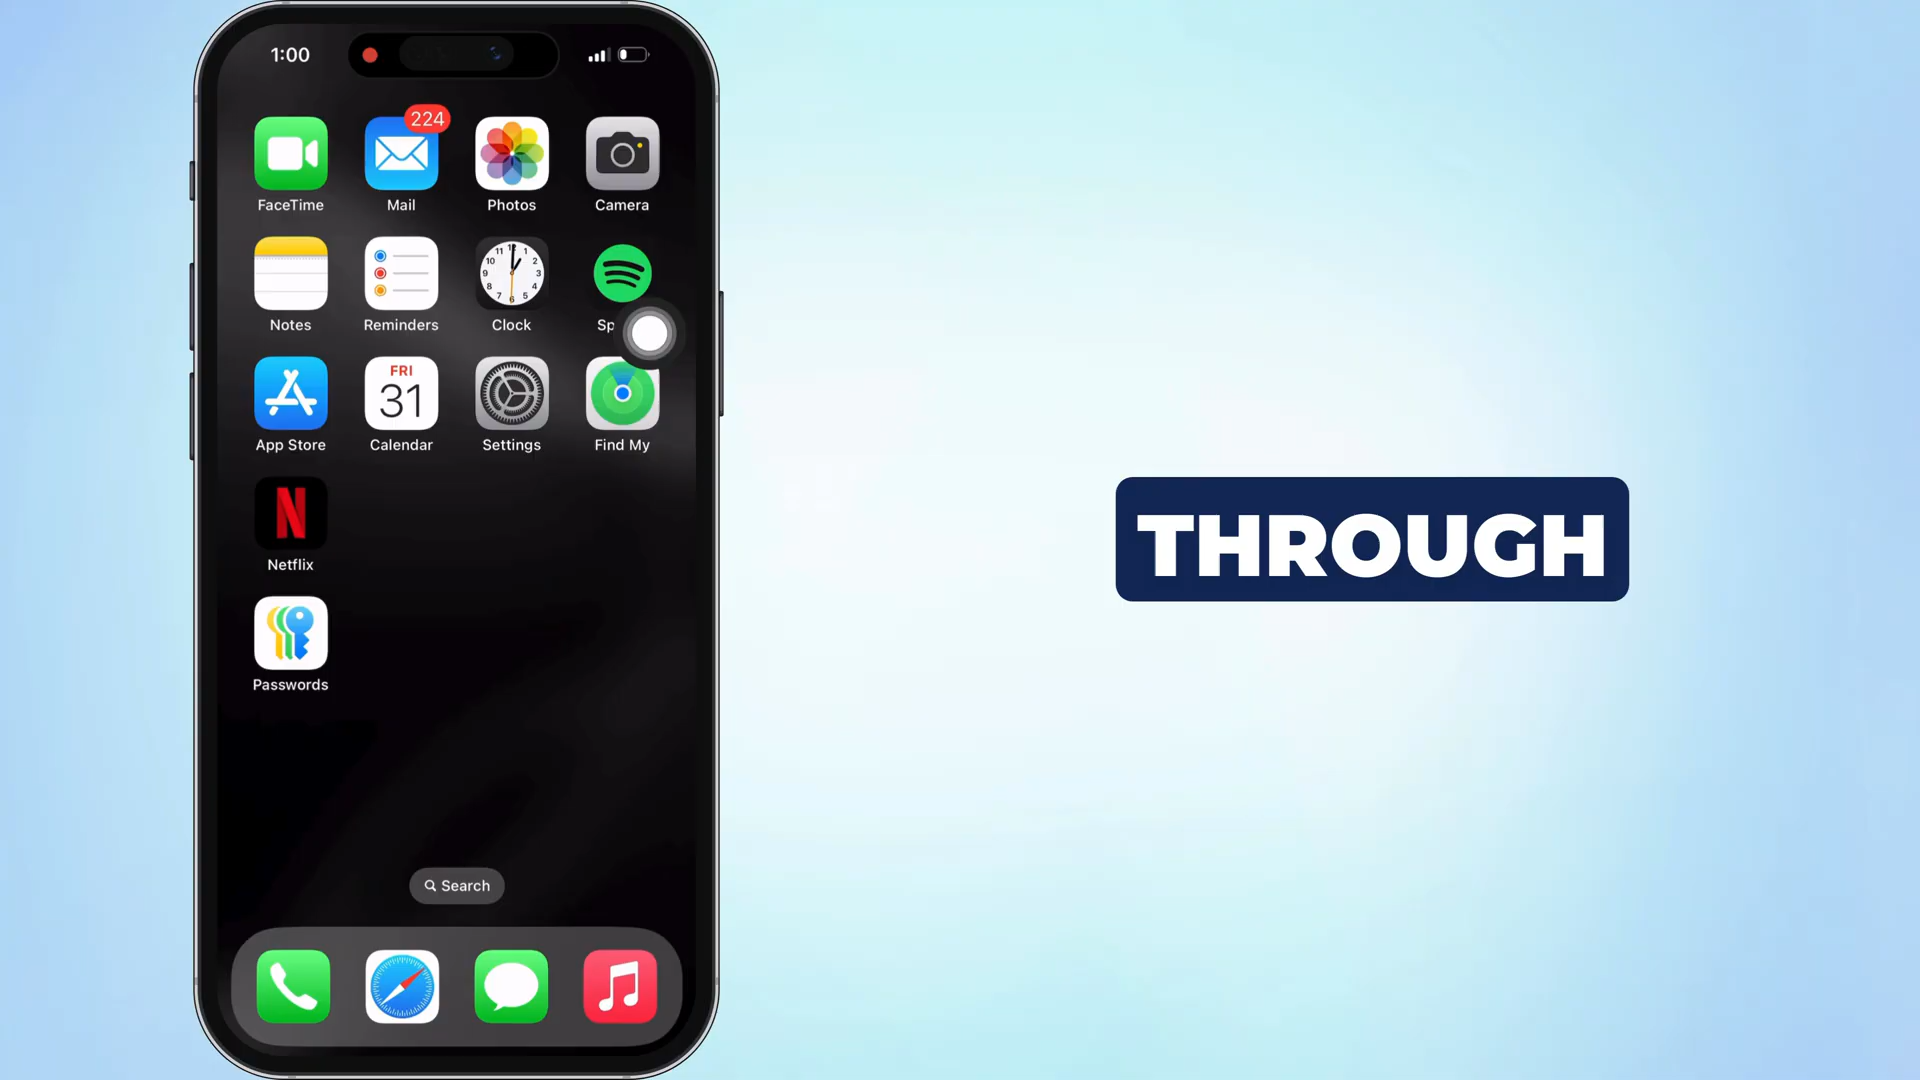 1:00
224
FaceTime Mail Photos Camera
Notes Reminders Clock Sp
FRI
31
App Store Calendar Settings Find My
N
Netflix
Passwords
Search
THROUGH